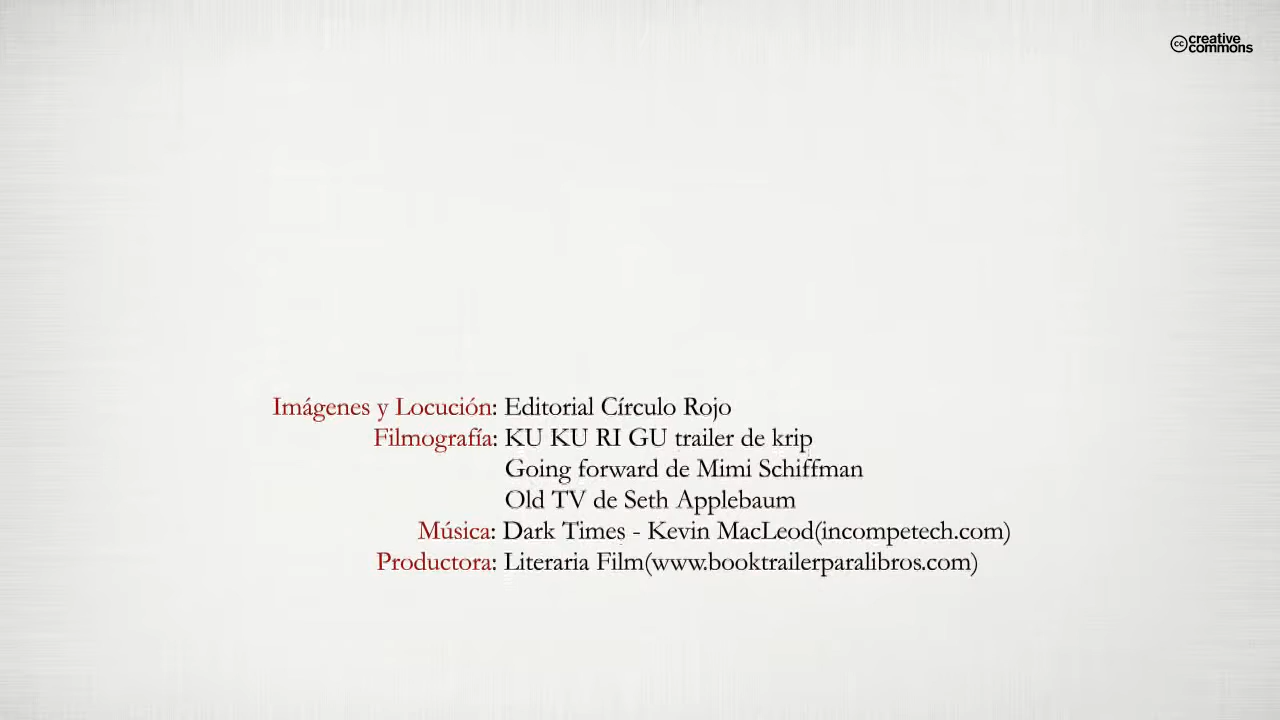 cc creative
commons
Imágenes y Locución: Editorial Círculo Rojo
Filmografía: KU KU RI GU trailer de krip
Going forward de Mimi Schiffman
Old TV de Seth Applebaum
Música: Dark Times - Kevin MacLeod(incompetech.com)
Productora: Literaria Film(www.booktrailerparalibros.com)